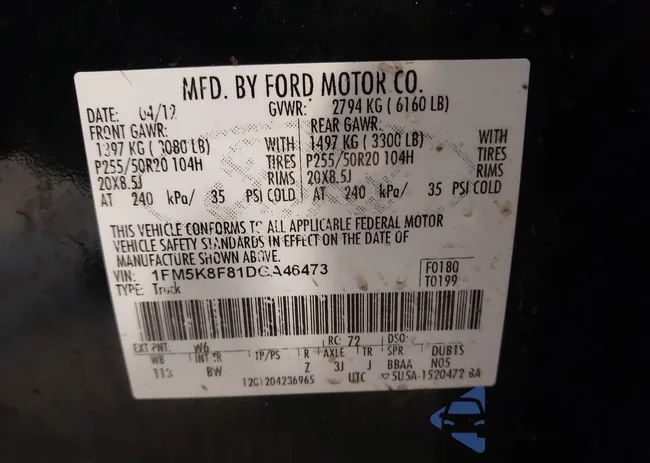 MFD. BY FORD MOTOR CO.
DATE: 04/12 GVWR: 2794 KG ( 6160 LB)
FRONT GAWR: REAR GAWR:
1397 KG ( 3080 LB) WITH 1497 KG ( 3300 LB) WITH
P255/50R20 104H TIRES P255/50R20 104H TIRES
20X8.5J RIMS 20X8.5J RIMS
AT 240 kPa/ 35 PSI COLD AT 240 kPa/ 35 PSI COLD
THIS VEHICLE CONFORMS TO ALL APPLICABLE FEDERAL MOTOR
VEHICLE SAFETY STANDARDS IN EFFECT ON THE DATE OF
MANUFACTURE SHOWN ABOVE.
VIN: 1FM5K8F81DGA46473 F0180
TYPE: Truck T0199
EXT PNT: W6 RC: 72 DSO:
WB INT TR TP/PS R AXLE TR SPR DUBTS
113 BW Z 3J J BBAA N05
12G1204236965 UTC ▽5U5A-1520472 BA